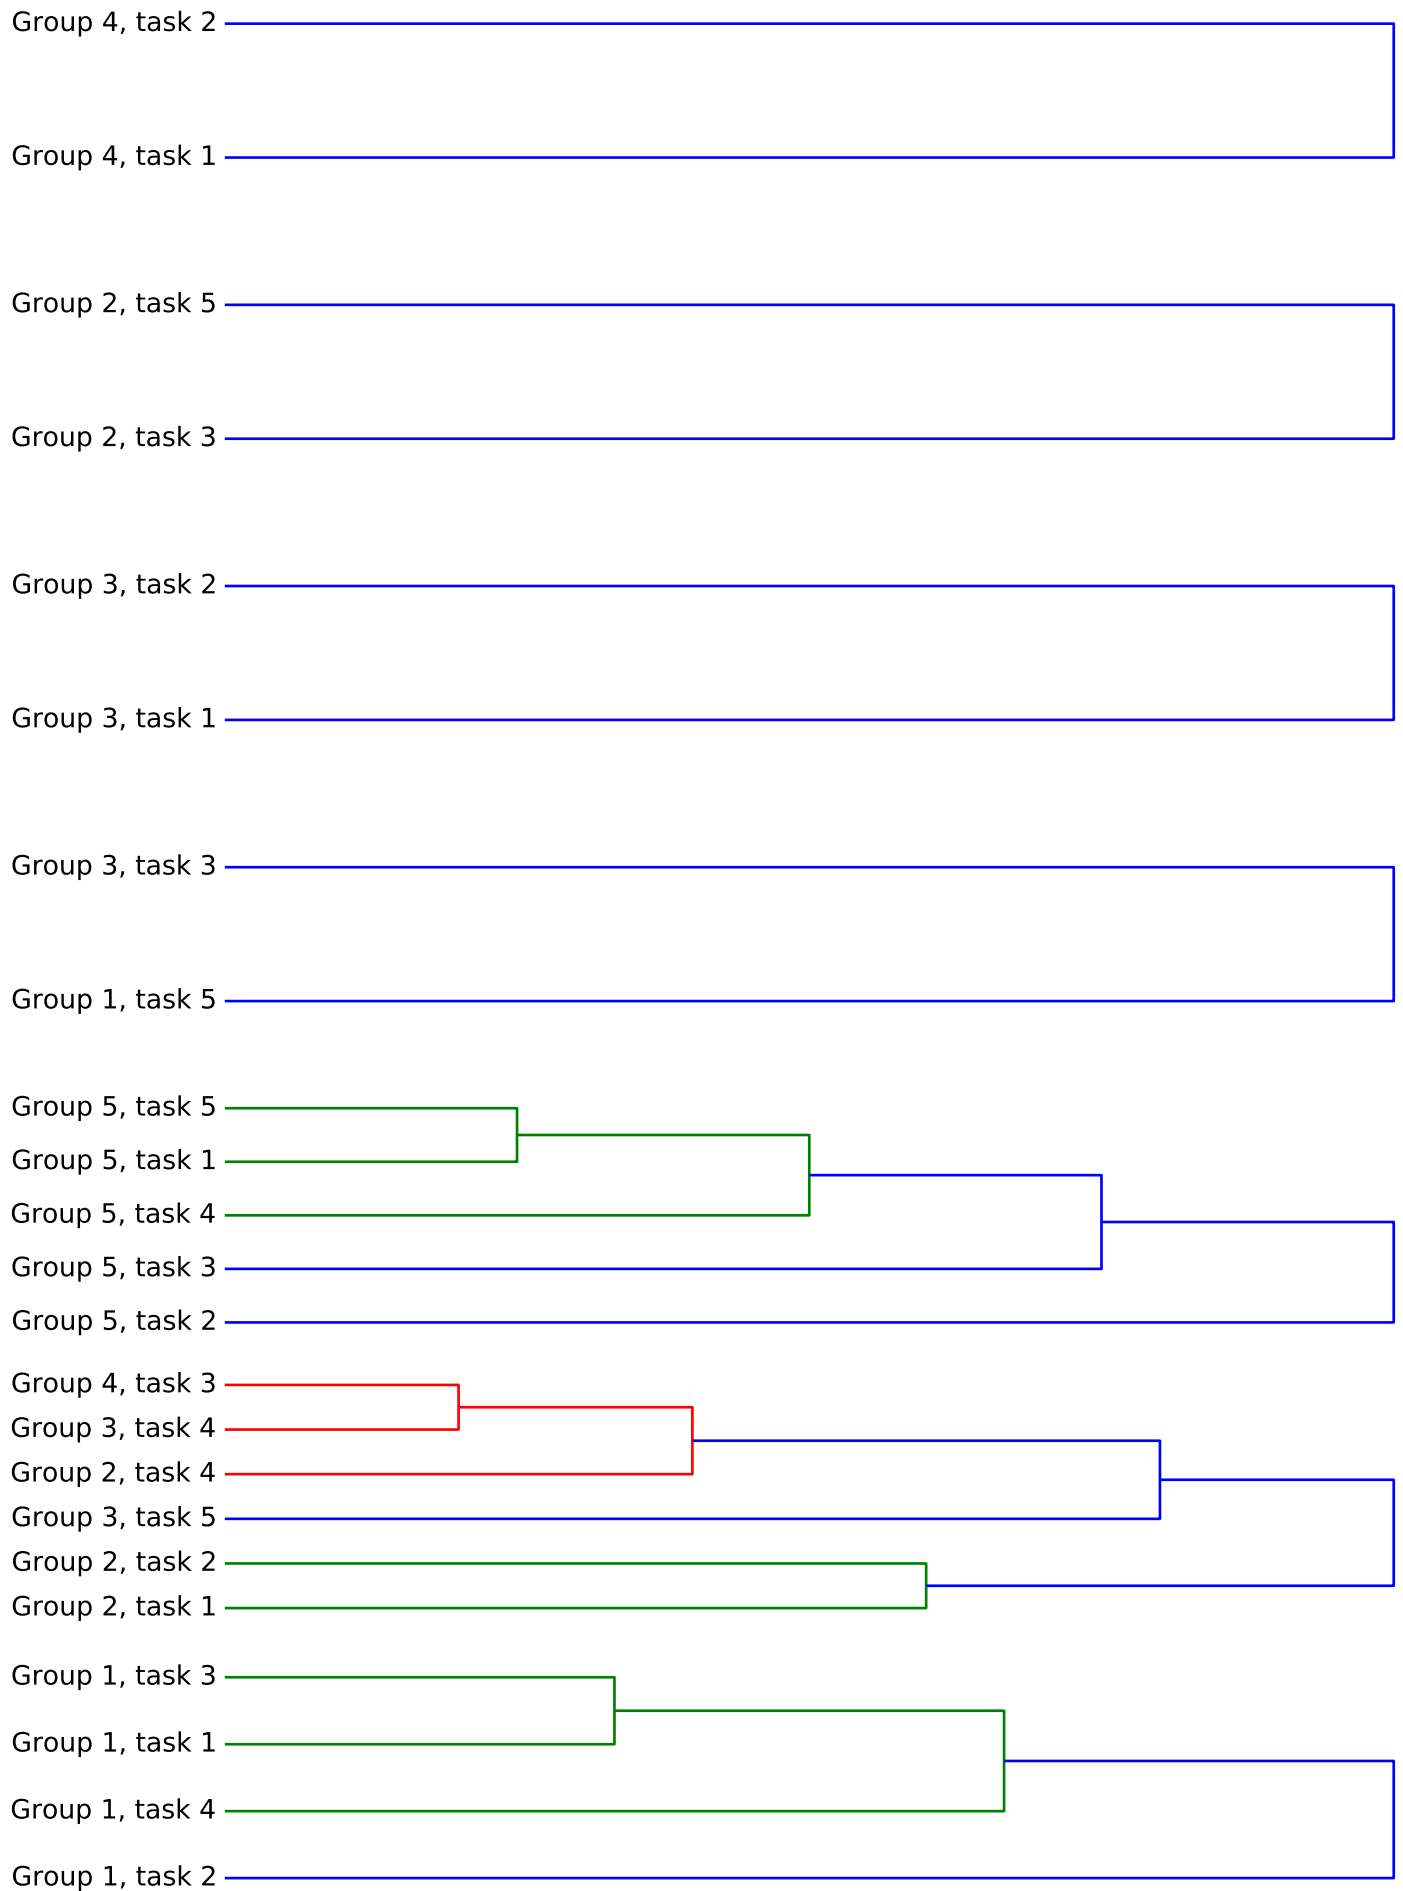 Group 4, task 2
Group 4, task 1
Group 2, task 5
Group 2, task 3
Group 3, task 2
Group 3, task 1
Group 3, task 3
Group 1, task 5
Group 5, task 5
Group 5, task 1
Group 5, task 4
Group 5, task 3
Group 5, task 2
Group 4, task 3
Group 3, task 4
Group 2, task 4
Group 3, task 5
Group 2, task 2
Group 2, task 1
Group 1, task 3
Group 1, task 1
Group 1, task 4
Group 1, task 2